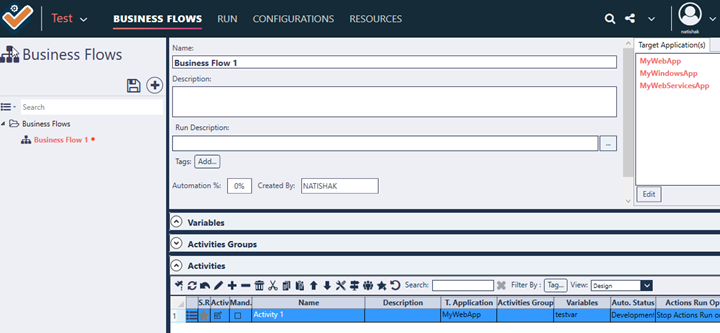 Test BUSINESS FLOWS RUN CONFIGURATIONS RESOURCES
natishak
Business Flows
Search
Business Flows
Business Flow 1
Name:
Business Flow 1
Description:
Run Description:
...
Tags: Add...
Automation %: 0% Created By: NATISHAK
Target Application(s)
MyWebApp
MyWindowsApp
MyWebServicesApp
Edit
Variables
Activities Groups
Activities
Search: Filter By : Tag... View: Design
S.R Activ Mand. Name Description T. Application Activities Group Variables Auto. Status Actions Run Op
1 Activity 1 MyWebApp testvar Development Stop Actions Run on